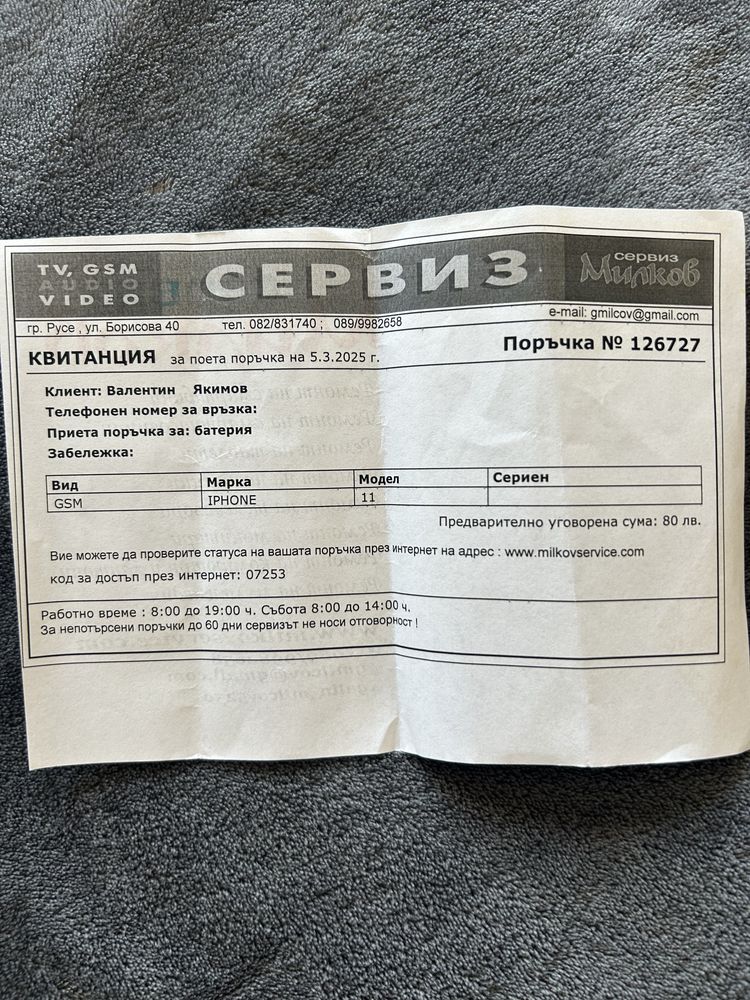 TV, GSM
AUDIO
VIDEO
СЕРВИЗ
сервиз
Милков
гр. Русе , ул. Борисова 40 тел. 082/831740 ; 089/9982658 e-mail: gmilcov@gmail.com
КВИТАНЦИЯ за поета поръчка на 5.3.2025 г. Поръчка № 126727
Клиент: Валентин Якимов
Телефонен номер за връзка:
Приета поръчка за: батерия
Забележка:
Вид Марка Модел Сериен
GSM IPHONE 11
Предварително уговорена сума: 80 лв.
Вие можете да проверите статуса на вашата поръчка през интернет на адрес : www.milkovservice.com
код за достъп през интернет: 07253
Работно време : 8:00 до 19:00 ч. Събота 8:00 до 14:00 ч.
За непотърсени поръчки до 60 дни сервизът не носи отговорност !